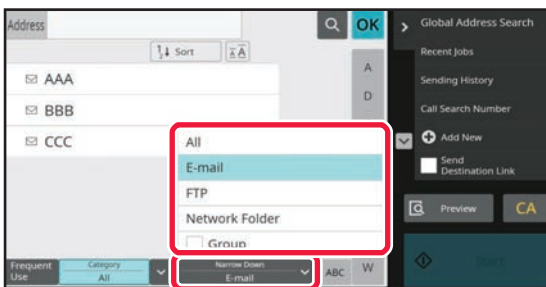 Address
OK
Sort
AAA
BBB
CCC
A
D
All
E-mail
FTP
Network Folder
Group
Frequent
Use
Category
All
Narrow Down
E-mail
ABC
W
Global Address Search
Recent Jobs
Sending History
Call Search Number
Add New
Send
Destination Link
Preview
CA
Start